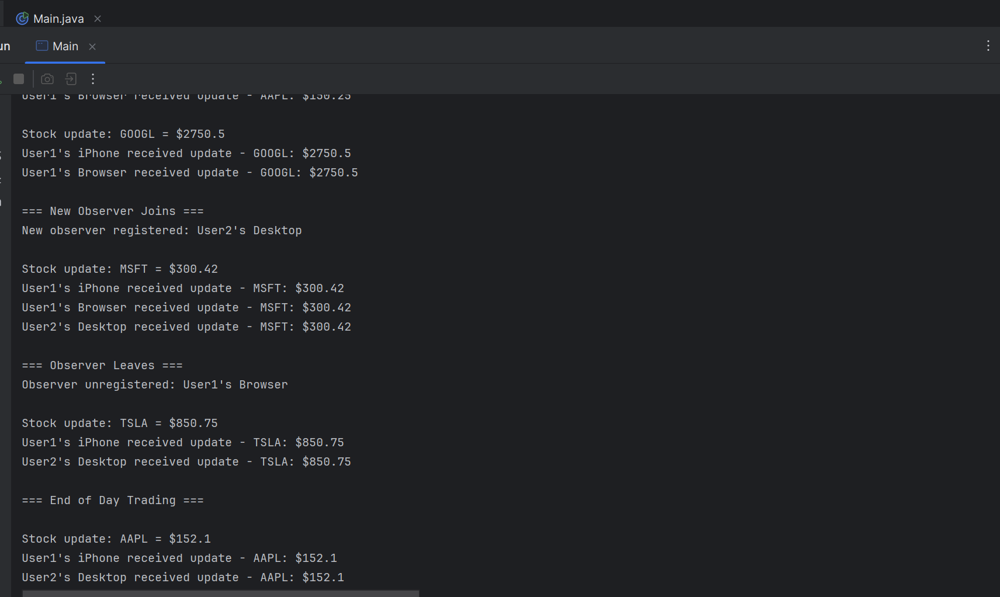 Main.java
un
Main
User1's Browser received update - AAPL: $150.25
Stock update: GOOGL = $2750.5
User1's iPhone received update - GOOGL: $2750.5
User1's Browser received update - GOOGL: $2750.5
=== New Observer Joins ===
New observer registered: User2's Desktop
Stock update: MSFT = $300.42
User1's iPhone received update - MSFT: $300.42
User1's Browser received update - MSFT: $300.42
User2's Desktop received update - MSFT: $300.42
=== Observer Leaves ===
Observer unregistered: User1's Browser
Stock update: TSLA = $850.75
User1's iPhone received update - TSLA: $850.75
User2's Desktop received update - TSLA: $850.75
=== End of Day Trading ===
Stock update: AAPL = $152.1
User1's iPhone received update - AAPL: $152.1
User2's Desktop received update - AAPL: $152.1